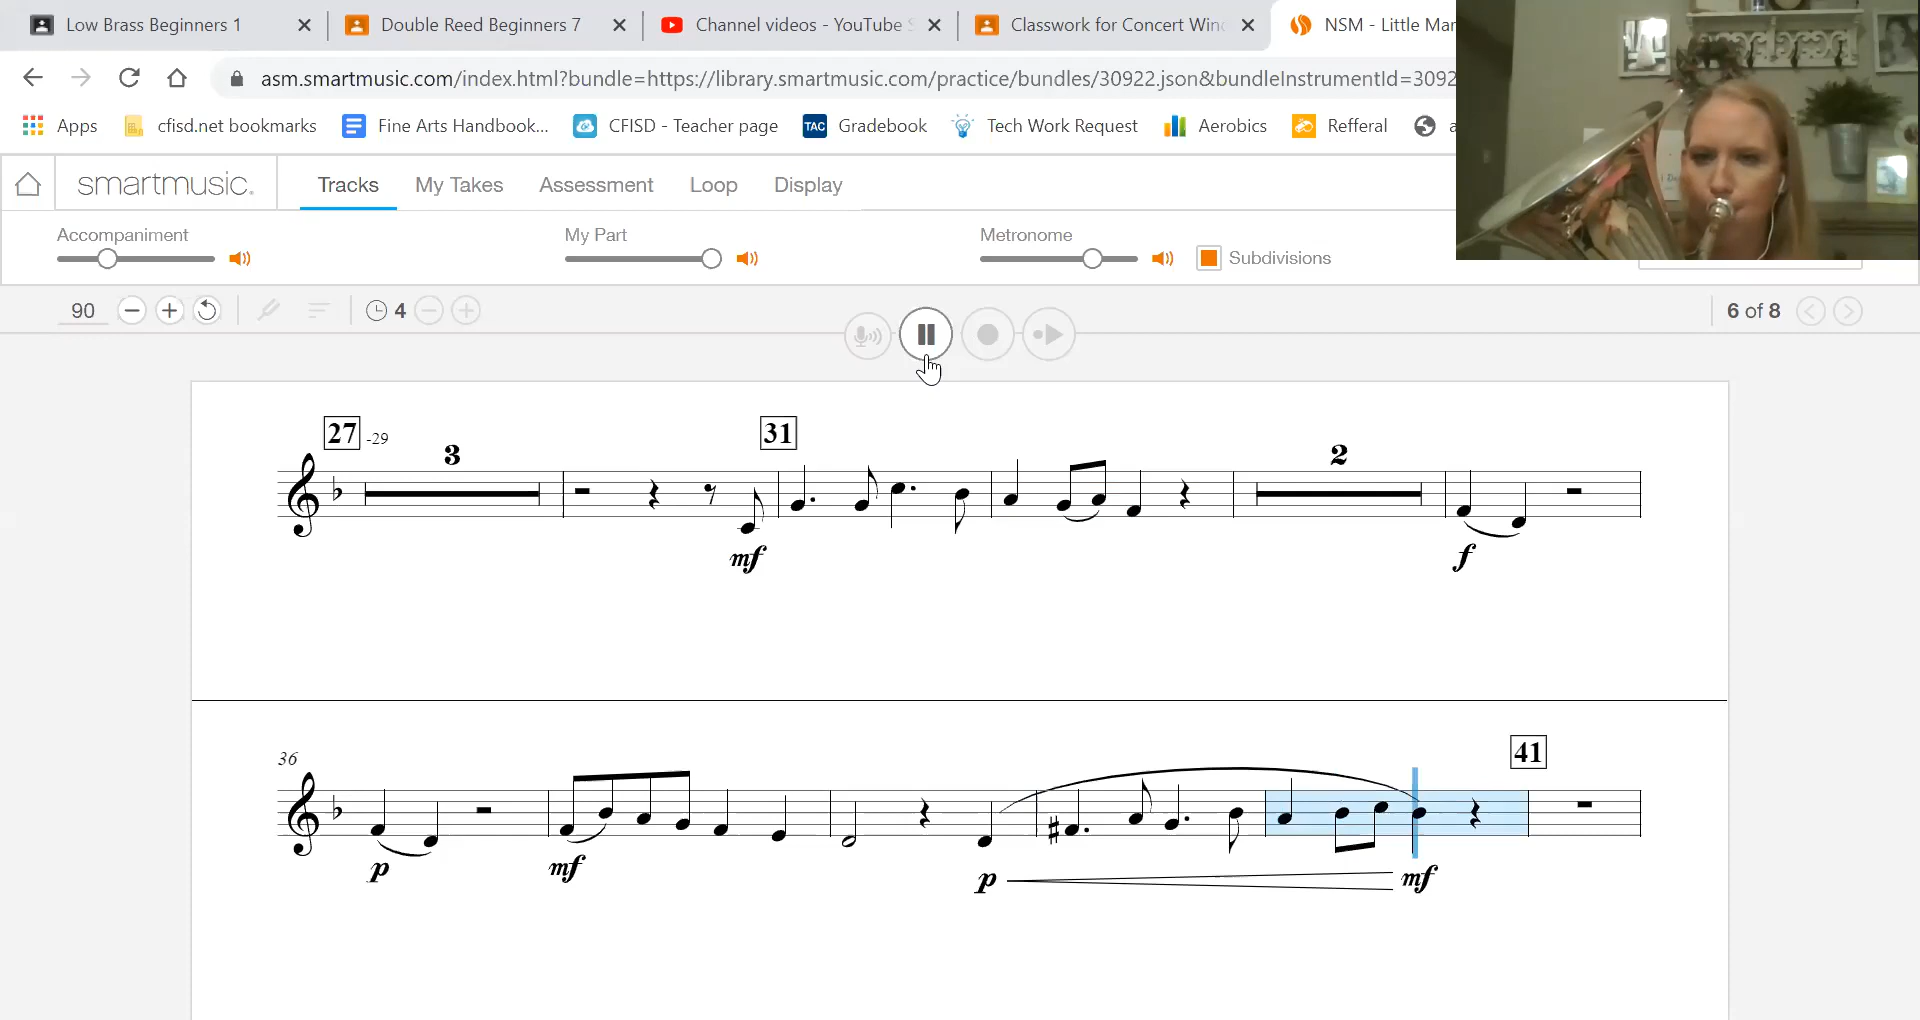 Low Brass Beginners 1
Double Reed Beginners 7
Channel videos - YouTube S
Classwork for Concert Winc
NSM - Little Mar
asm.smartmusic.com/index.html?bundle=https://library.smartmusic.com/practice/bundles/30922.json&bundleInstrumentId=3092
Apps
cfisd.net bookmarks
Fine Arts Handbook...
CFISD - Teacher page
TAC
Gradebook
Tech Work Request
Aerobics
Refferal
smartmusic.
Tracks
My Takes
Assessment
Loop
Display
Accompaniment
My Part
Metronome
Subdivisions
90
4
6 of 8
27 -29
3
31
2
mf
f
36
41
p
mf
p
mf